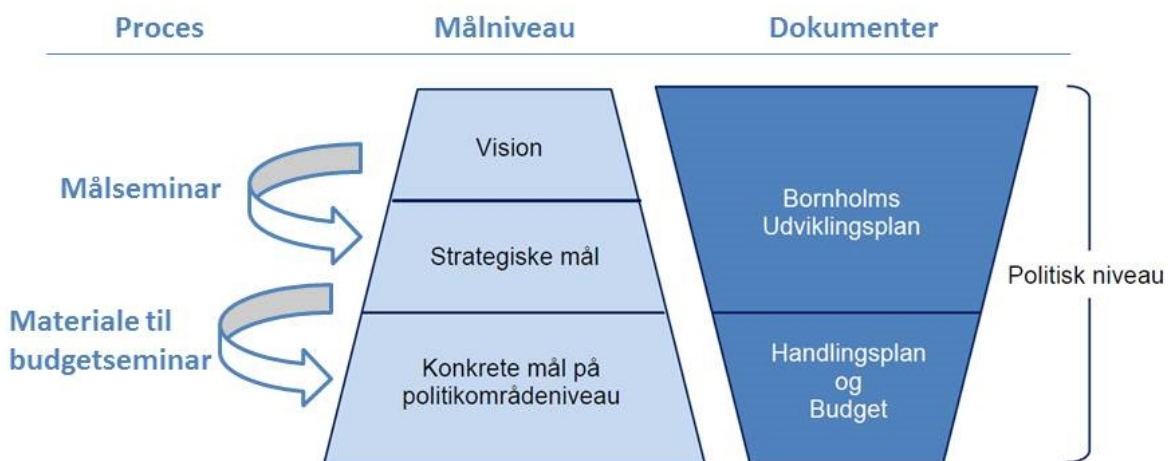 Proces
Målniveau
Dokumenter
Målseminar
Materiale til
budgetseminar
Vision
Strategiske mål
Konkrete mål på
politikområdeniveau
Bornholms
Udviklingsplan
Handlingsplan
og
Budget
Politisk niveau